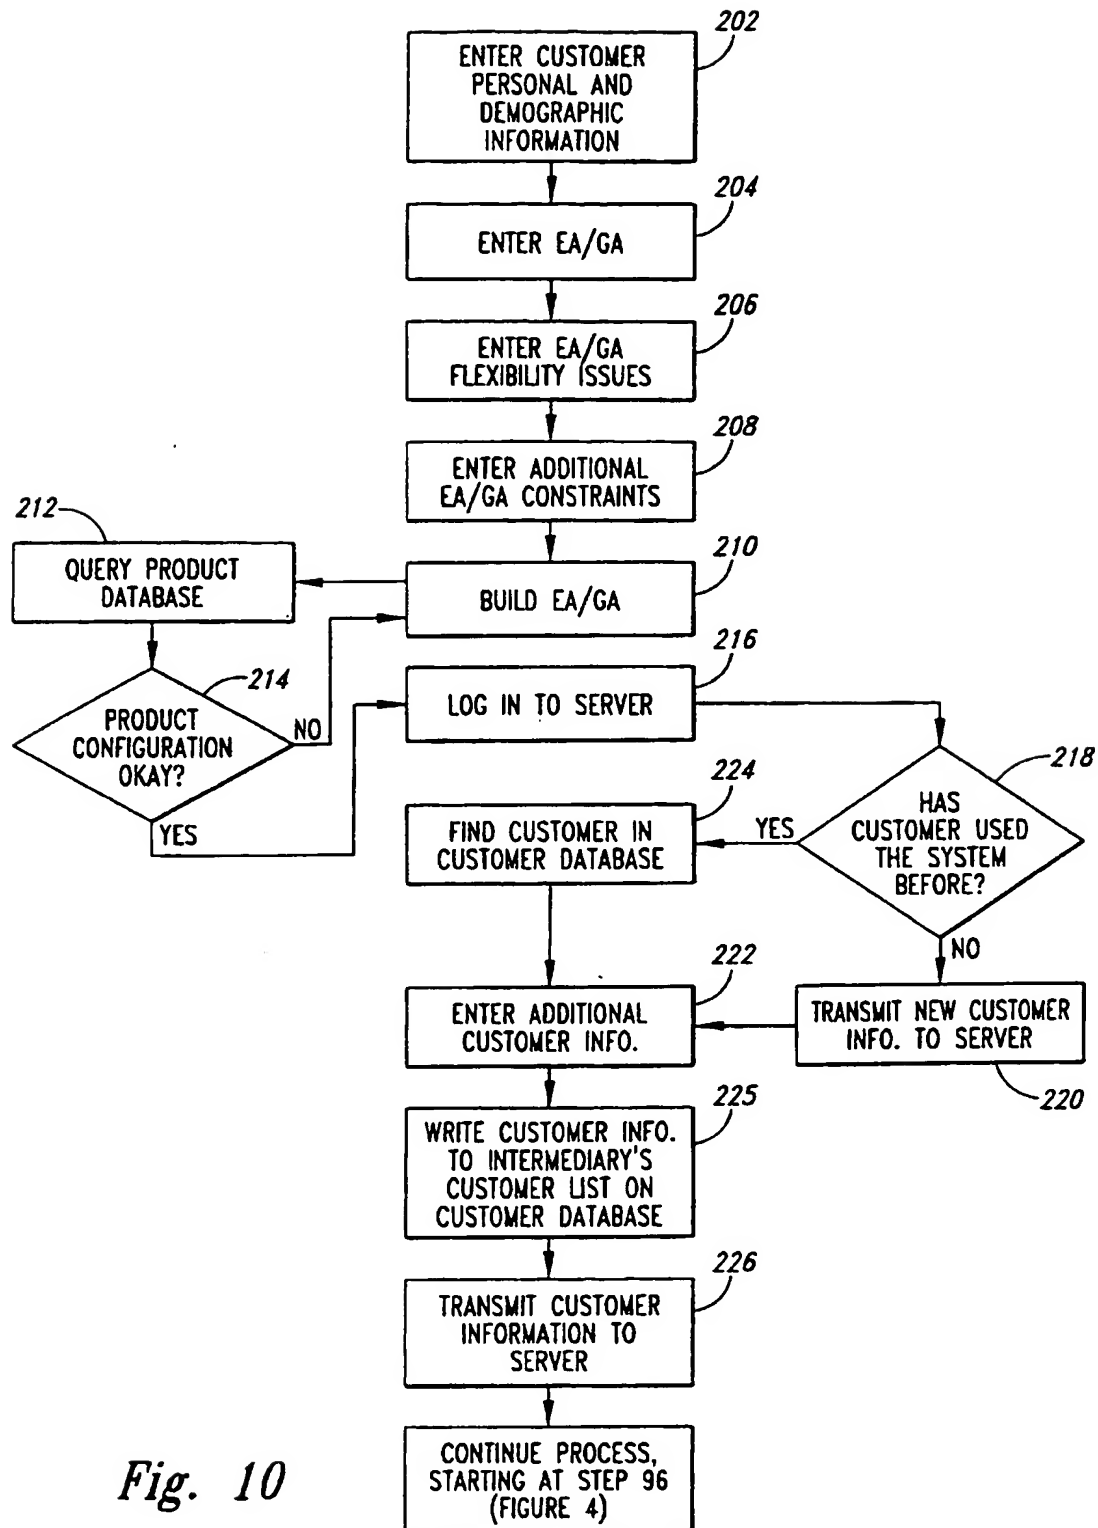 202
ENTER CUSTOMER
PERSONAL AND
DEMOGRAPHIC
INFORMATION
204
ENTER EA/GA
206
ENTER EA/GA
FLEXIBILITY ISSUES
208
ENTER ADDITIONAL
EA/GA CONSTRAINTS
210
BUILD EA/GA
212
QUERY PRODUCT
DATABASE
214
PRODUCT
CONFIGURATION
OKAY?
NO
YES
216
LOG IN TO SERVER
218
HAS
CUSTOMER USED
THE SYSTEM
BEFORE?
YES
NO
224
FIND CUSTOMER IN
CUSTOMER DATABASE
220
TRANSMIT NEW CUSTOMER
INFO. TO SERVER
222
ENTER ADDITIONAL
CUSTOMER INFO.
225
WRITE CUSTOMER INFO.
TO INTERMEDIARY'S
CUSTOMER LIST ON
CUSTOMER DATABASE
226
TRANSMIT CUSTOMER
INFORMATION TO
SERVER
CONTINUE PROCESS,
STARTING AT STEP 96
(FIGURE 4)
Fig. 10